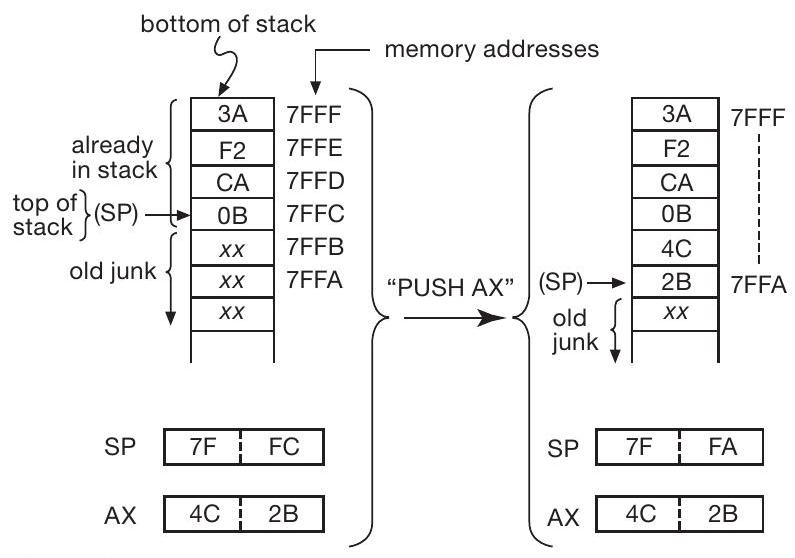 bottom of stack
memory addresses
already
in stack
top of
stack
(SP)
old junk
3A 7FFF
F2 7FFE
CA 7FFD
0B 7FFC
xx 7FFB
xx 7FFA
xx
SP 7F FC
AX 4C 2B
“PUSH AX”
3A 7FFF
F2
CA
0B
4C
(SP) 2B 7FFA
xx
old
junk
SP 7F FA
AX 4C 2B